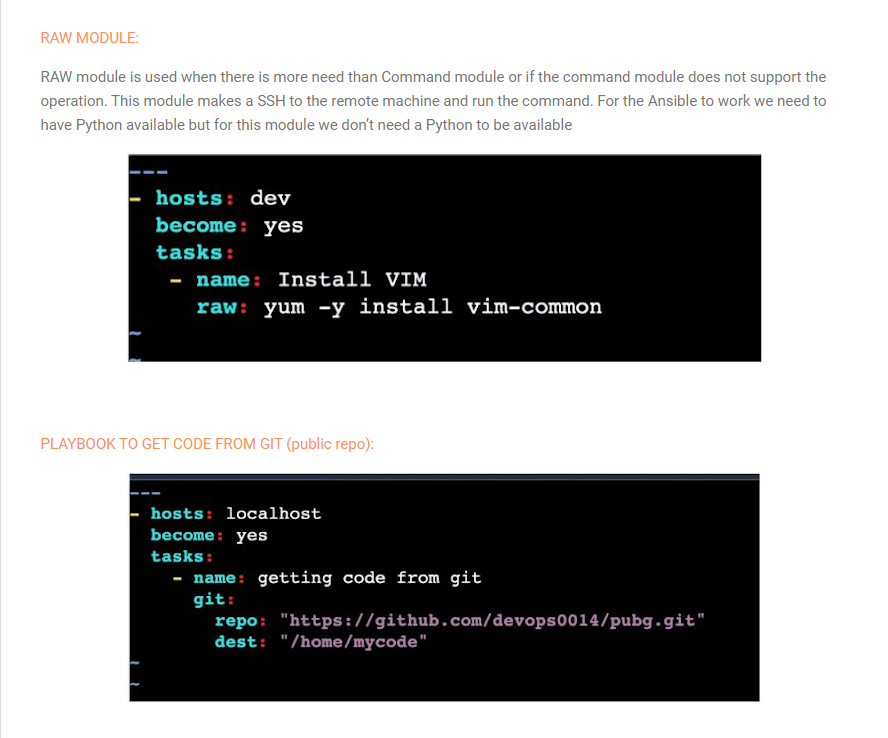 RAW MODULE:
RAW module is used when there is more need than Command module or if the command module does not support the
operation. This module makes a SSH to the remote machine and run the command. For the Ansible to work we need to
have Python available but for this module we don’t need a Python to be available
---
- hosts: dev
  become: yes
  tasks:
   - name: Install VIM
     raw: yum -y install vim-common
~
~
PLAYBOOK TO GET CODE FROM GIT (public repo):
---
- hosts: localhost
  become: yes
  tasks:
    - name: getting code from git
      git:
        repo: "https://github.com/devops0014/pubg.git"
        dest: "/home/mycode"
~
~